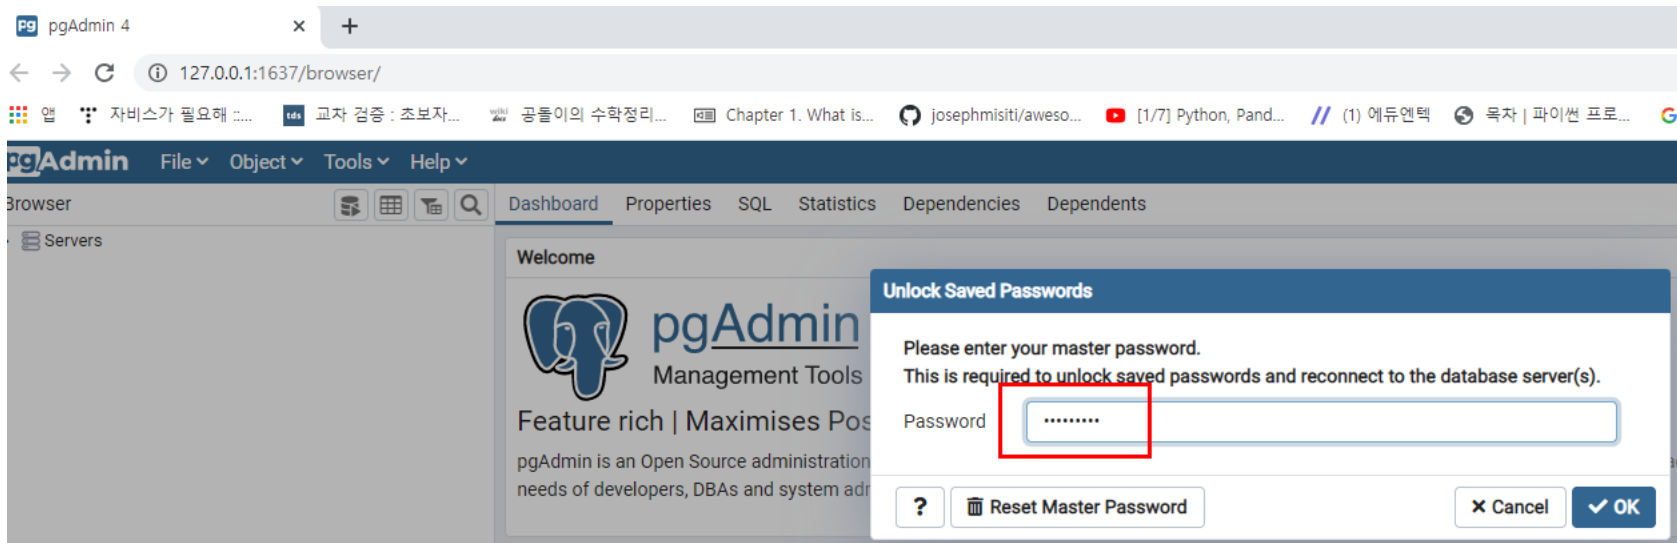 pgAdmin 4
127.0.0.1:1637/browser/
앱 자비스가 필요해 ::... tds 교차 검증 : 초보자... wiki docs 공돌이의 수학정리... Chapter 1. What is... josephmisiti/aweso... [1/7] Python, Pand... (1) 에듀엔텍 목차 | 파이썬 프로...
pgAdmin File Object Tools Help
Browser Dashboard Properties SQL Statistics Dependencies Dependents
Servers
Welcome
pgAdmin
Management Tools
Feature rich | Maximises Pos
pgAdmin is an Open Source administration
needs of developers, DBAs and system adr
Unlock Saved Passwords
Please enter your master password.
This is required to unlock saved passwords and reconnect to the database server(s).
Password •••••••••
? Reset Master Password Cancel OK